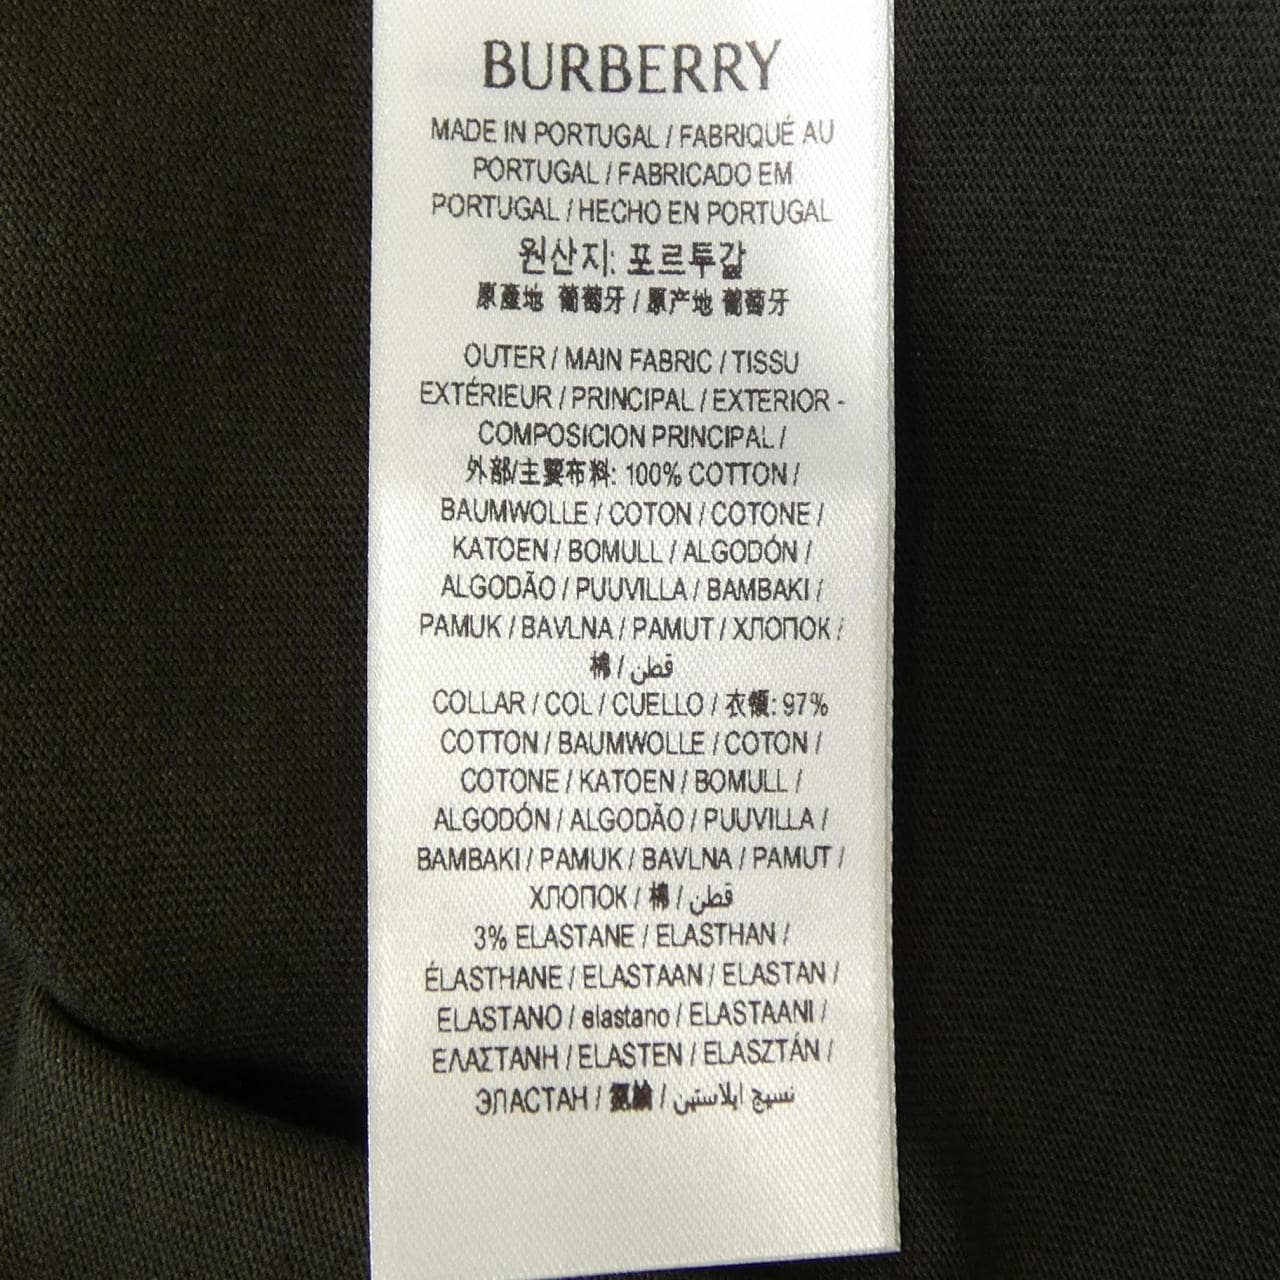 BURBERRY
MADE IN PORTUGAL / FABRIQUÉ AU
PORTUGAL / FABRICADO EM
PORTUGAL / HECHO EN PORTUGAL
원산지: 포르투갈
原產地 葡萄牙 / 原产地 葡萄牙
OUTER / MAIN FABRIC / TISSU
EXTÉRIEUR / PRINCIPAL / EXTERIOR -
COMPOSICION PRINCIPAL /
外部/主要布料: 100% COTTON /
BAUMWOLLE / COTON / COTONE /
KATOEN / BOMULL / ALGODÓN /
ALGODÃO / PUUVILLA / BAMBAKI /
PAMUK / BAVLNA / PAMUT / ХЛОПОК /
棉 / قطن
COLLAR / COL / CUELLO / 衣領: 97%
COTTON / BAUMWOLLE / COTON /
COTONE / KATOEN / BOMULL /
ALGODÓN / ALGODÃO / PUUVILLA /
BAMBAKI / PAMUK / BAVLNA / PAMUT /
ХЛОПОК / 棉 / قطن
3% ELASTANE / ELASTHAN /
ÉLASTHANE / ELASTAAN / ELASTAN /
ELASTANO / elastano / ELASTAANI /
ΕΛΑΣΤΑΝΗ / ELASTEN / ELASZTÁN /
ЭЛАСТАН / 氨綸 / نسيج ايلاستين